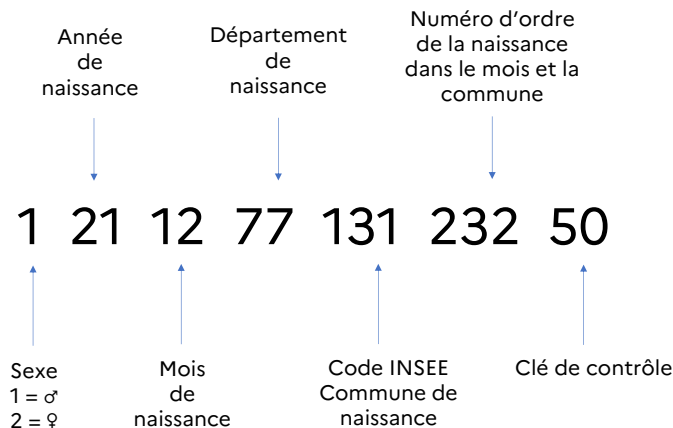 Année
de
naissance
Département
de
naissance
Numéro d’ordre
de la naissance
dans le mois et la
commune
1 21 12 77 131 232 50
Sexe
1 = ♂
2 = ♀
Mois
de
naissance
Code INSEE
Commune de
naissance
Clé de contrôle